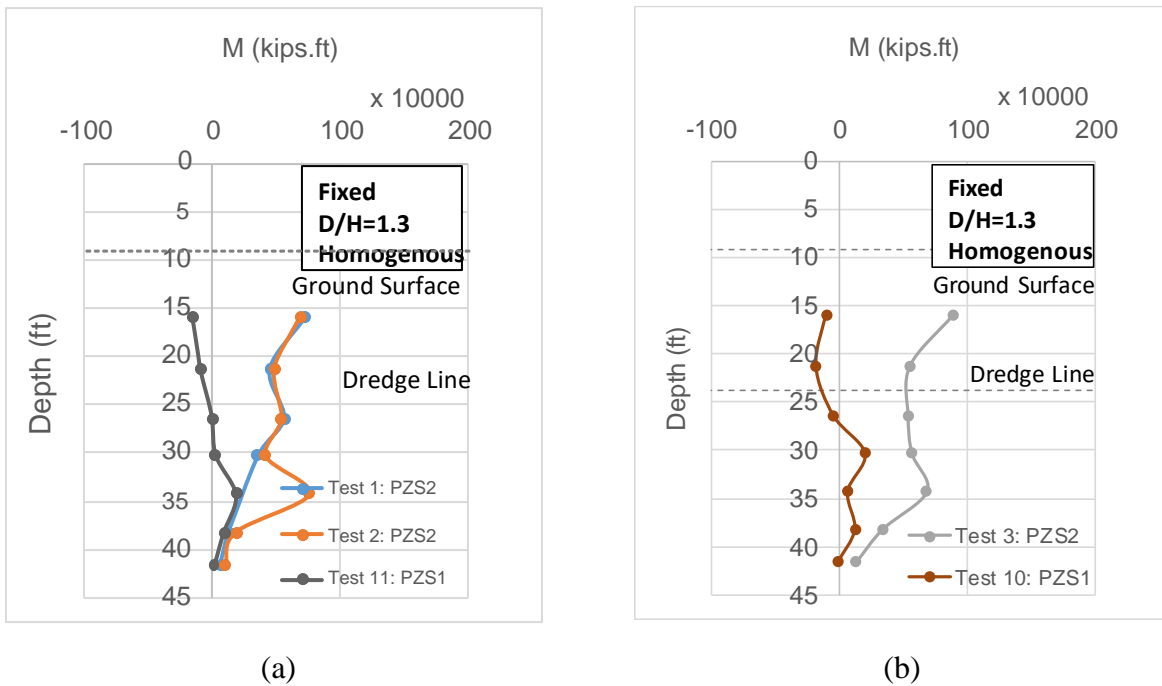 M (kips.ft)
x 10000
-100 0 100 200
0
5
10
15
20
25
30
35
40
45
Depth (ft)
Fixed
D/H=1.3
Homogenous
Ground Surface
Dredge Line
Test 1: PZS2
Test 2: PZS2
Test 11: PZS1
(a)
M (kips.ft)
x 10000
-100 0 100 200
0
5
10
15
20
25
30
35
40
45
Depth (ft)
Fixed
D/H=1.3
Homogenous
Ground Surface
Dredge Line
Test 3: PZS2
Test 10: PZS1
(b)